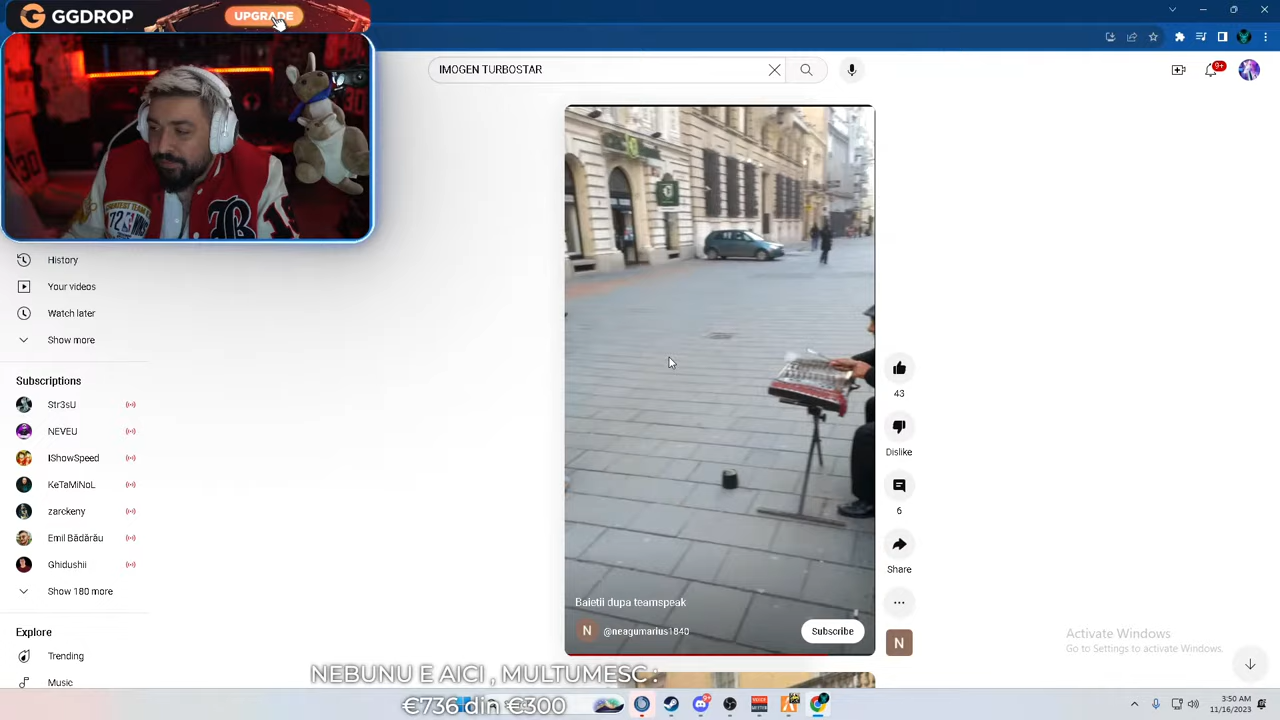 GGDROP
UPGRADE
IMOGEN TURBOSTAR
9+
History
Your videos
Watch later
Show more
Subscriptions
Str3sU
NEVEU
IShowSpeed
KeTaMiNoL
zarckeny
Emil Bădărău
Ghidushii
Show 180 more
Explore
Trending
Music
43
Dislike
6
Share
Baietii dupa teamspeak
N @neagumarius1840
Subscribe
N
Activate Windows
Go to Settings to activate Windows.
NEBUNU E AICI , MULTUMESC :
€736 din €300
3:50 AM
11/16/2023